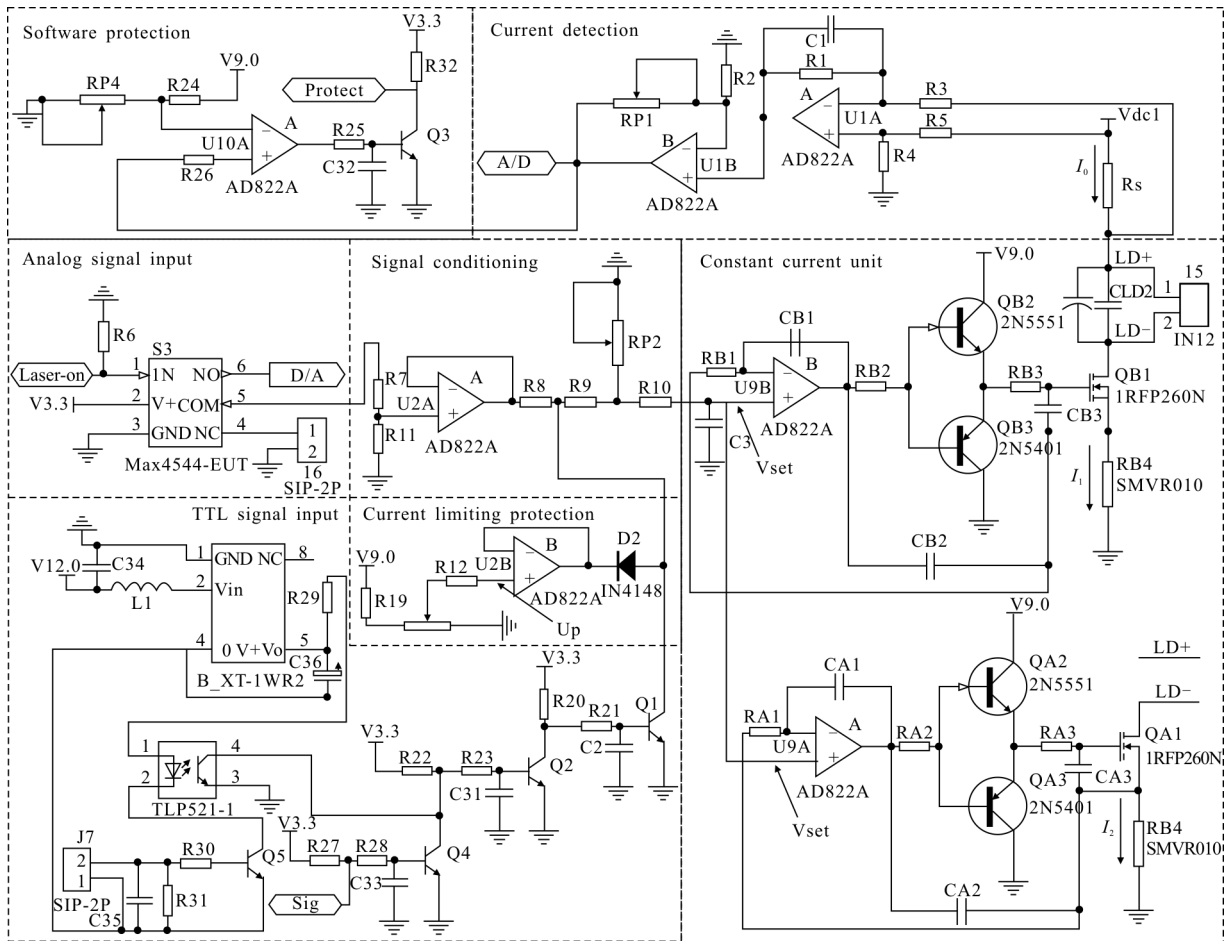 Software protection
V3.3
V9.0
R32
RP4
R24
Protect
A
U10A
R25
Q3
R26
C32
AD822A
Current detection
C1
R1
R2
A
R3
RP1
U1A
Vdc1
B
R5
A/D
U1B
AD822A
R4
I0
Rs
AD822A
Analog signal input
R6
S3
Laser-on
1
1N
NO
6
D/A
V3.3
2
V+COM
5
3
GND NC
4
1
2
Max4544-EUT
16
SIP-2P
Signal conditioning
RP2
R7
A
U2A
R8
R9
R10
R11
AD822A
C3
Constant current unit
V9.0
LD+
15
QB2
2N5551
CLD2
1
2
LD−
IN12
CB1
RB1
B
U9B
RB2
RB3
QB1
1RFP260N
AD822A
CB3
Vset
QB3
2N5401
I1
RB4
SMVR010
CB2
TTL signal input
1
GND NC
8
C34
V12.0
2
Vin
L1
R29
4
0 V+Vo
5
C36
B_XT-1WR2
Current limiting protection
V9.0
B
D2
R12
U2B
IN4148
AD822A
R19
Up
V3.3
R20
R21
Q1
C2
V3.3
R22
R23
Q2
C31
1
4
2
3
TLP521-1
V3.3
J7
R30
Q5
R27
R28
Q4
2
1
C33
SIP-2P
R31
C35
Sig
V9.0
LD+
QA2
2N5551
LD−
CA1
RA1
A
U9A
RA2
RA3
QA1
1RFP260N
AD822A
QA3
CA3
2N5401
Vset
I2
RB4
SMVR010
CA2